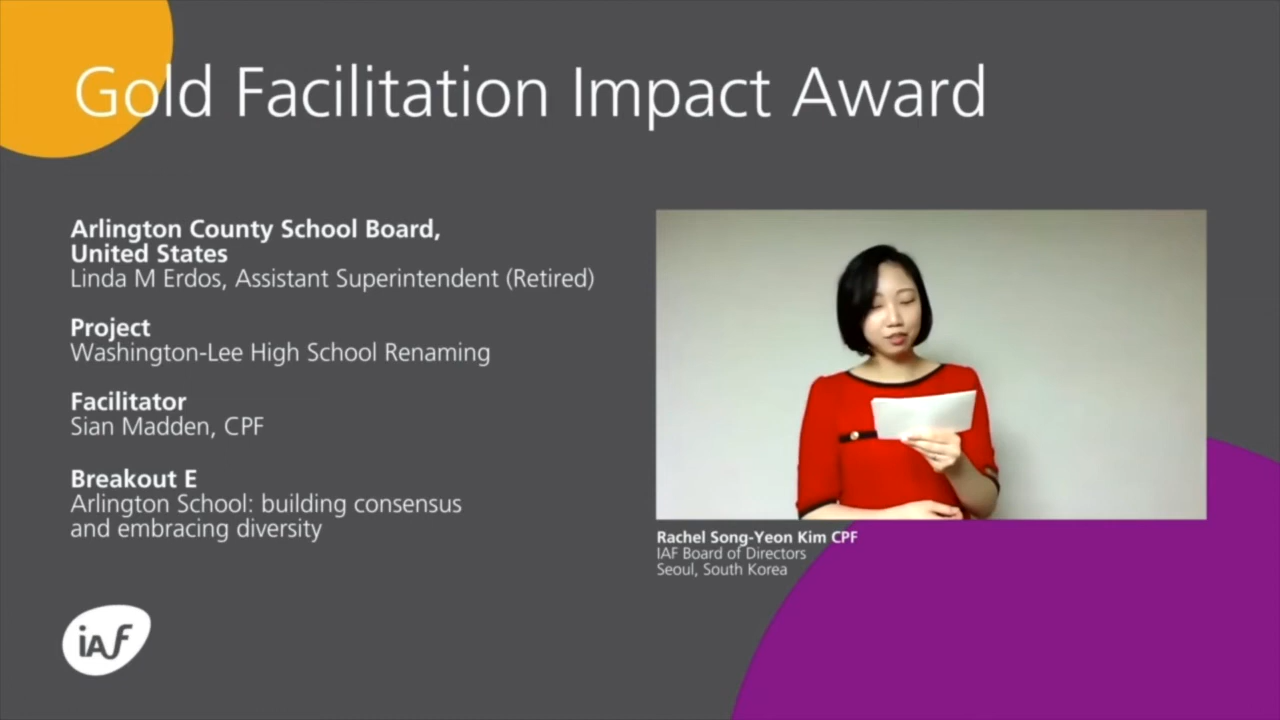 Gold Facilitation Impact Award
Arlington County School Board,
United States
Linda M Erdos, Assistant Superintendent (Retired)
Project
Washington-Lee High School Renaming
Facilitator
Sian Madden, CPF
Breakout E
Arlington School: building consensus
and embracing diversity
Rachel Song-Yeon Kim CPF
IAF Board of Directors
Seoul, South Korea
iAF